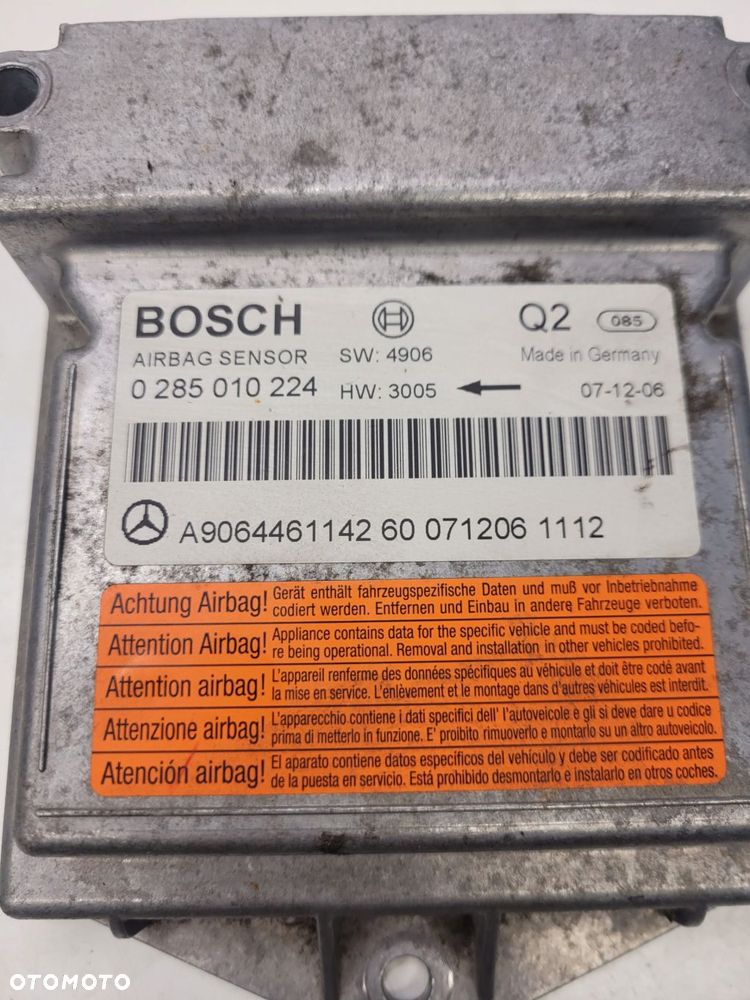 BOSCH
Q2 085
AIRBAG SENSOR SW: 4906 Made in Germany
0 285 010 224 HW: 3005 07-12-06
A9064461142 60 071206 1112
Achtung Airbag! Gerät enthält fahrzeugspezifische Daten und muß vor Inbetriebnahme
codiert werden. Entfernen und Einbau in andere Fahrzeuge verboten.
Attention Airbag! Appliance contains data for the specific vehicle and must be coded befo-
re being operational. Removal and installation in other vehicles prohibited.
Attention airbag! L'appareil renferme des données spécifiques au véhicule et doit être codé avant
la mise en service. L'enlèvement et le montage dans d'autres véhicules est interdit.
Attenzione airbag! L'apparecchio contiene i dati specifici dell' l'autoveicolo e gli si deve dare u codice
prima di metterlo in funzione. E' proibito rimuoverlo e montarlo su un altro autoveicolo.
Atención airbag! El aparato contiene datos específicos del vehículo y debe ser codificado antes
de la puesta en servicio. Está prohibido desmontarlo e instalarlo en otros coches.
OTOMOTO